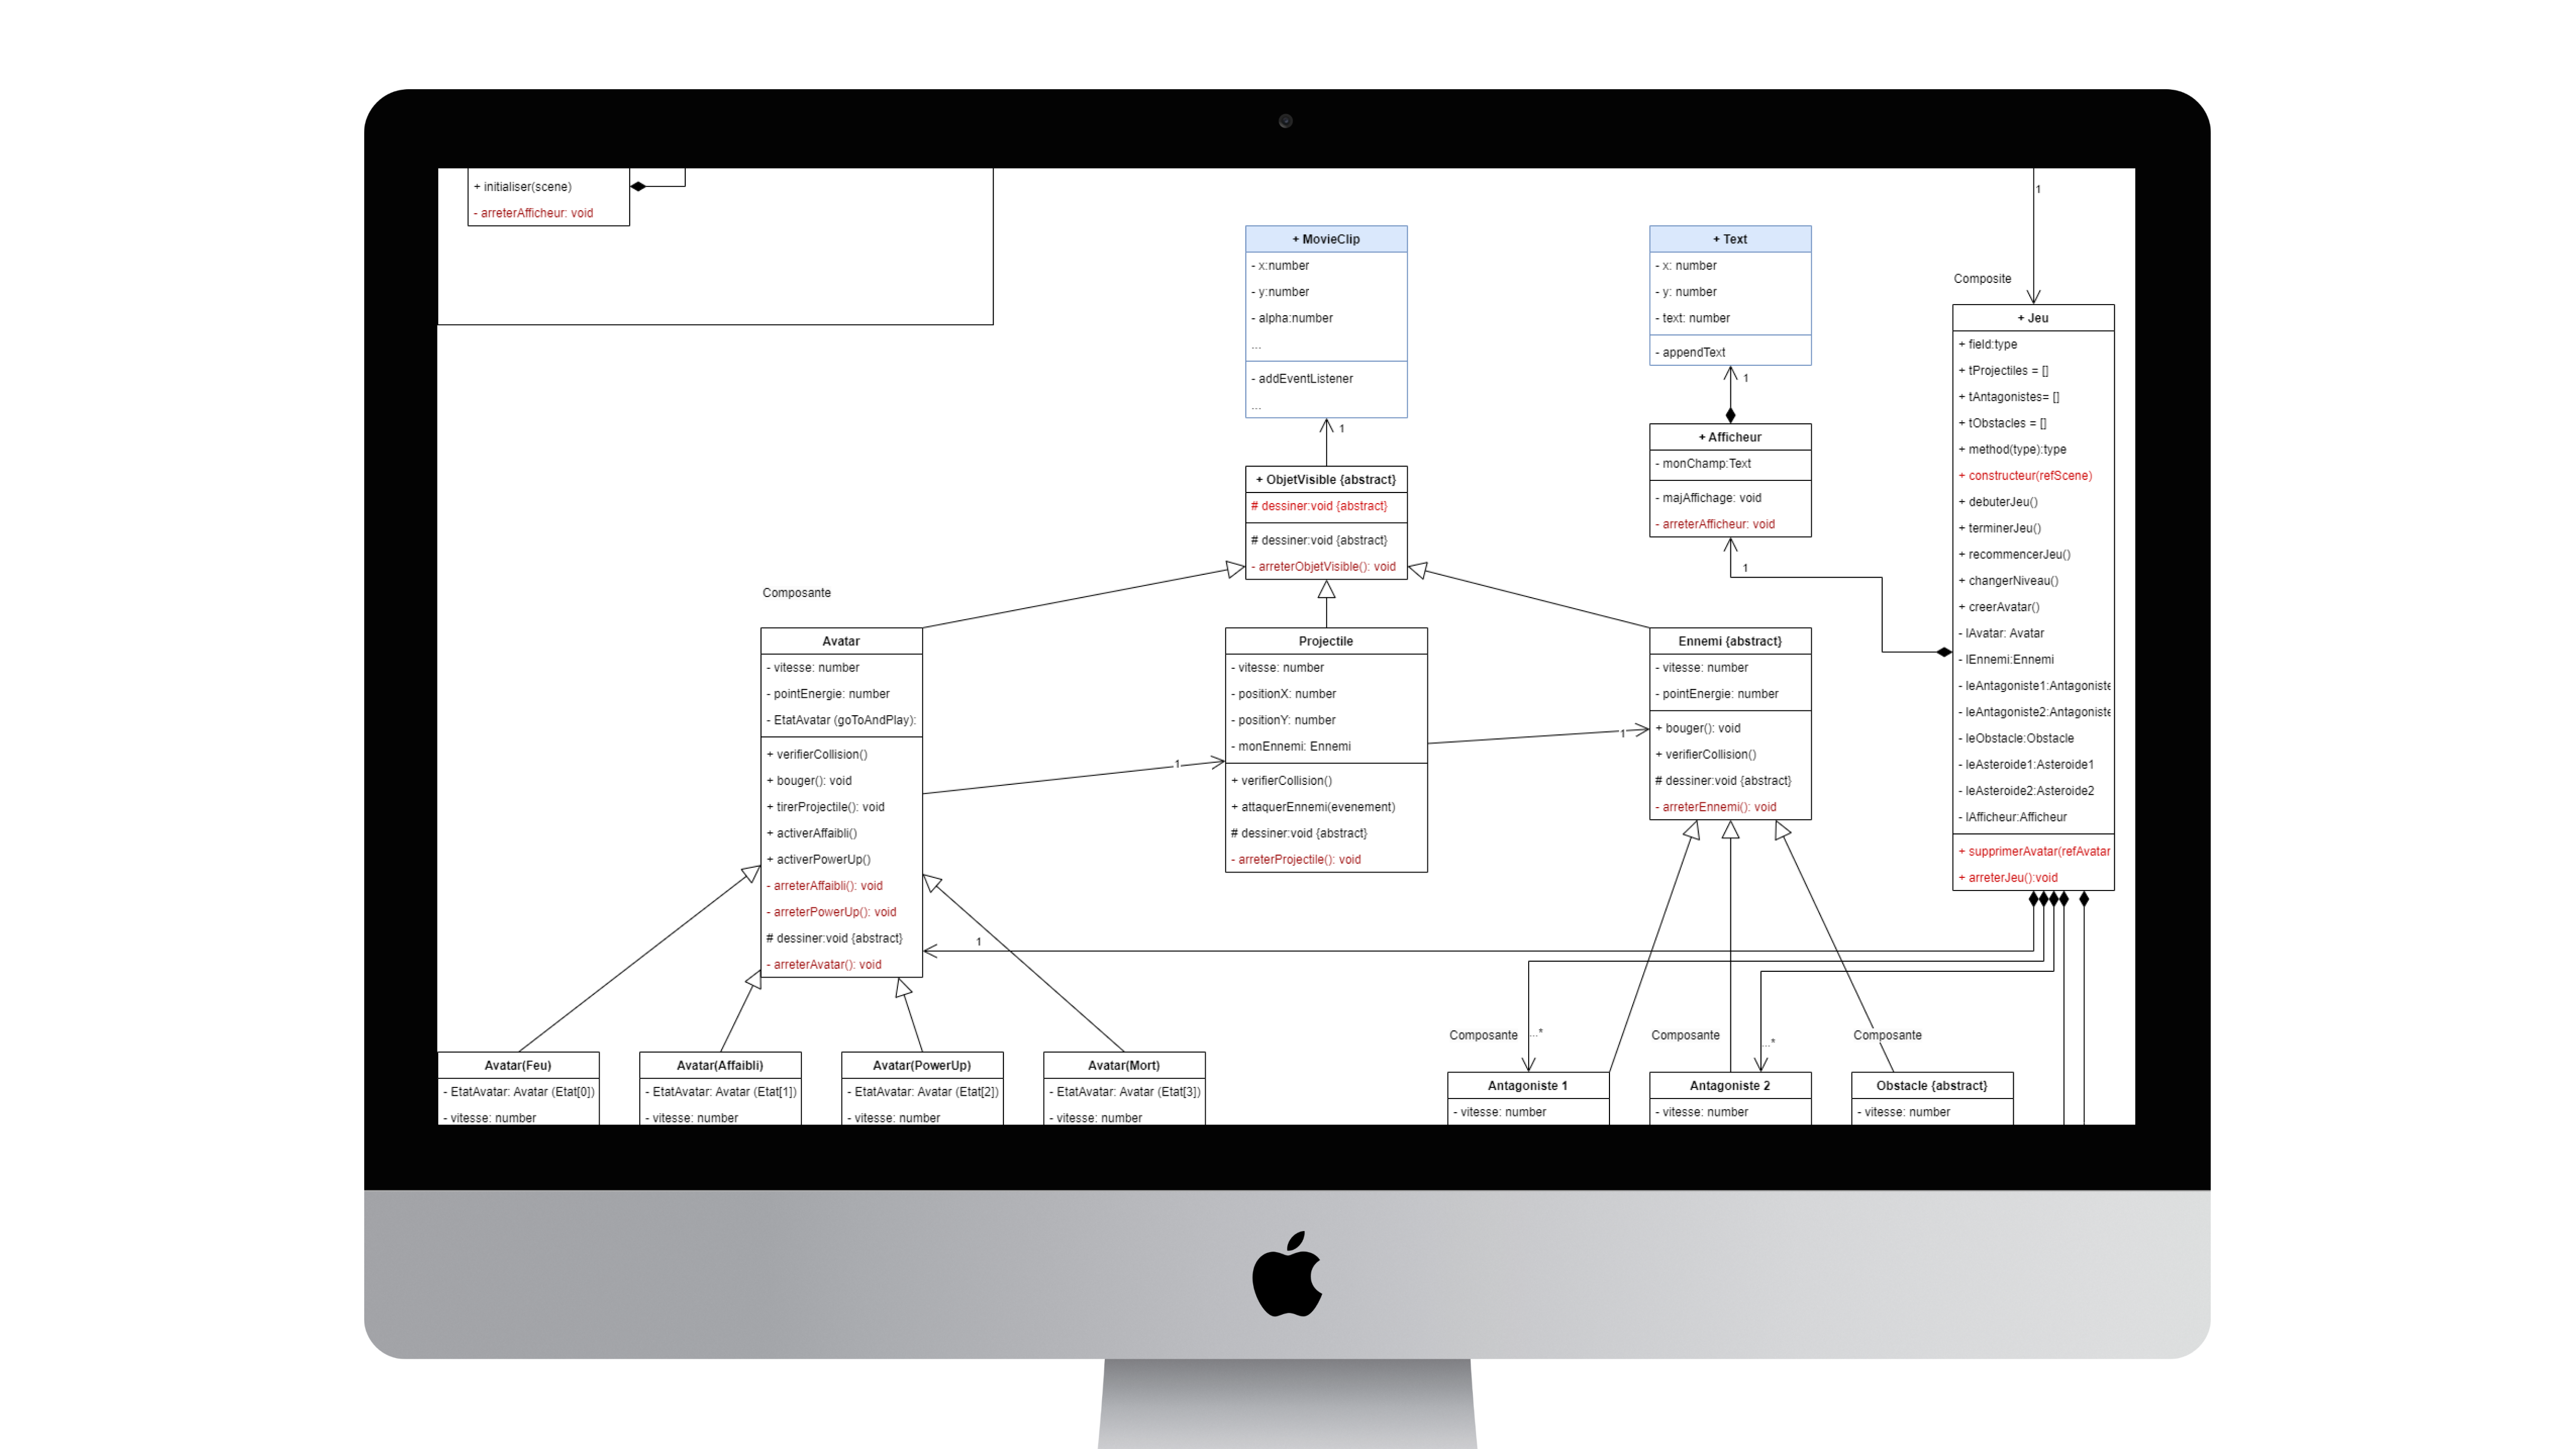 + initialiser(scene)
- arreterAfficheur: void
+ MovieClip
- x:number
- y:number
- alpha:number
...
- addEventListener
...
1
+ ObjetVisible {abstract}
# dessiner:void {abstract}
# dessiner:void {abstract}
- arreterObjetVisible(): void
+ Text
- x: number
- y: number
- text: number
- appendText
1
+ Afficheur
- monChamp:Text
- majAffichage: void
- arreterAfficheur: void
1
1
Composite
+ Jeu
+ field:type
+ tProjectiles = []
+ tAntagonistes= []
+ tObstacles = []
+ method(type):type
+ constructeur(refScene)
+ debuterJeu()
+ terminerJeu()
+ recommencerJeu()
+ changerNiveau()
+ creerAvatar()
- lAvatar: Avatar
- lEnnemi:Ennemi
- leAntagoniste1:Antagoniste
- leAntagoniste2:Antagoniste
- leObstacle:Obstacle
- leAsteroide1:Asteroide1
- leAsteroide2:Asteroide2
- lAfficheur:Afficheur
+ supprimerAvatar(refAvatar
+ arreterJeu():void
Composante
Avatar
- vitesse: number
- pointEnergie: number
- EtatAvatar (goToAndPlay):
+ verifierCollision()
+ bouger(): void
+ tirerProjectile(): void
+ activerAffaibli()
+ activerPowerUp()
- arreterAffaibli(): void
- arreterPowerUp(): void
# dessiner:void {abstract}
- arreterAvatar(): void
1
Projectile
- vitesse: number
- positionX: number
- positionY: number
- monEnnemi: Ennemi
+ verifierCollision()
+ attaquerEnnemi(evenement)
# dessiner:void {abstract}
- arreterProjectile(): void
1
Ennemi {abstract}
- vitesse: number
- pointEnergie: number
+ bouger(): void
+ verifierCollision()
# dessiner:void {abstract}
- arreterEnnemi(): void
1
Avatar(Feu)
- EtatAvatar: Avatar (Etat[0])
- vitesse: number
Avatar(Affaibli)
- EtatAvatar: Avatar (Etat[1])
- vitesse: number
Avatar(PowerUp)
- EtatAvatar: Avatar (Etat[2])
- vitesse: number
Avatar(Mort)
- EtatAvatar: Avatar (Etat[3])
- vitesse: number
Composante
...*
Antagoniste 1
- vitesse: number
Composante
...*
Antagoniste 2
- vitesse: number
Composante
Obstacle {abstract}
- vitesse: number